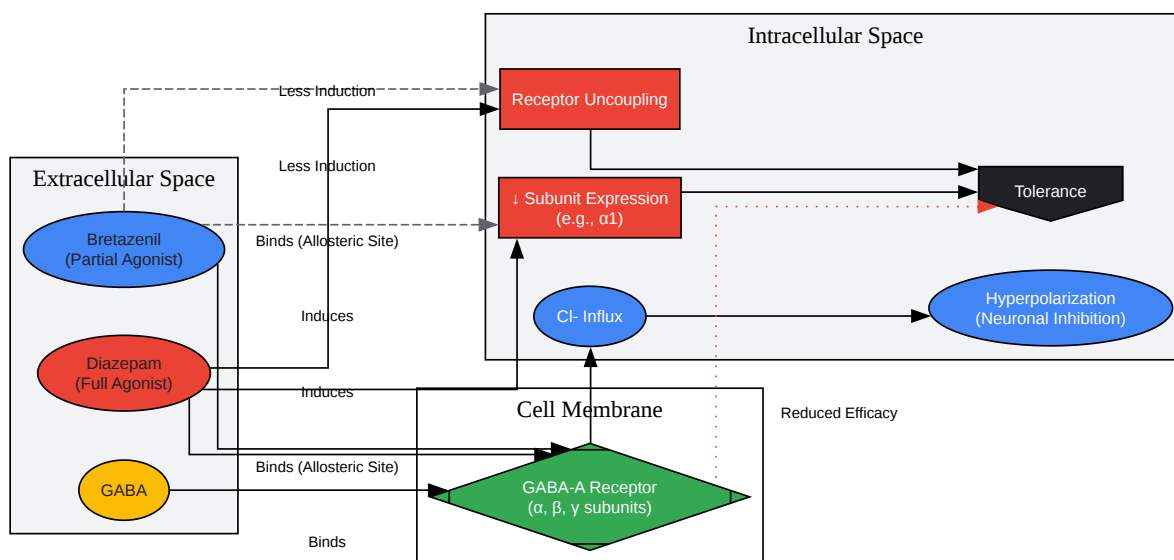 Intracellular Space
Receptor Uncoupling
Less Induction
Less Induction
Extracellular Space
↓ Subunit Expression
(e.g., α1)
Tolerance
Bretazenil
(Partial Agonist)
Binds (Allosteric Site)
Cl- Influx
Hyperpolarization
(Neuronal Inhibition)
Induces
Diazepam
(Full Agonist)
Induces
Cell Membrane
Reduced Efficacy
Binds (Allosteric Site)
GABA
GABA-A Receptor
(α, β, γ subunits)
Binds